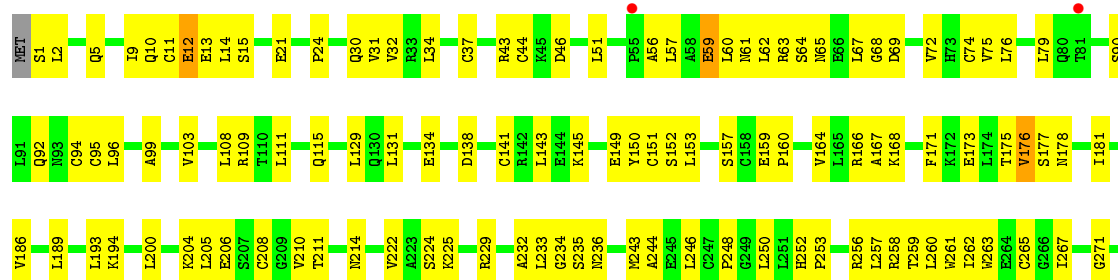 MET S1 L2 Q5 I9 Q10 C11 E12 E13 L14 S15 E21 P24 Q30 V31 V32 R33 L34 C37 R43 C44 K45 D46 L51 P55 A56 L57 A58 E59 L60 N61 L62 R63 S64 N65 E66 L67 G68 D69 V72 H73 C74 V75 L76 L79 Q80 T81 S90
L91 Q92 N93 C94 C95 L96 A99 V103 L108 R109 T110 L111 Q115 L129 Q130 L131 E134 D138 C141 R142 L143 E144 K145 E149 Y150 C151 S152 L153 S157 C158 E159 P160 V164 L165 R166 A167 K168 F171 K172 E173 L174 T175 V176 S177 N178 I181
V186 L189 L193 K194 L200 K204 L205 E206 S207 C208 G209 V210 T211 N214 V222 A223 S224 K225 R229 A232 L233 G234 S235 N236 M243 A244 E245 L246 C247 P248 G249 L250 L251 H252 P253 R256 L257 R258 T259 L260 W261 I262 W263 E264 C265 G266 I267 G271